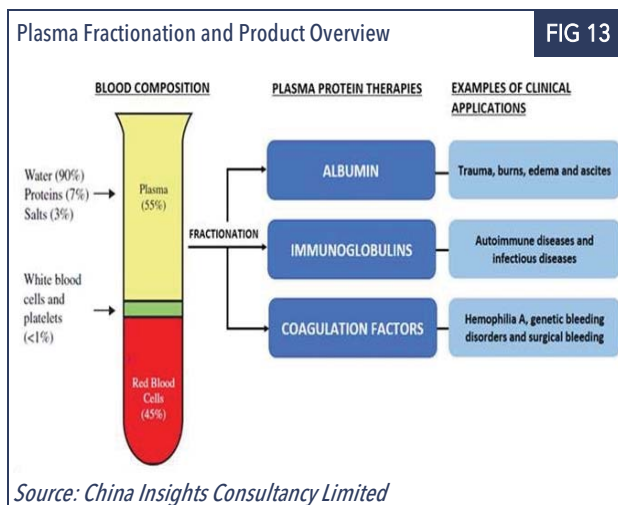 Plasma Fractionation and Product Overview
FIG 13
BLOOD COMPOSITION
PLASMA PROTEIN THERAPIES
EXAMPLES OF CLINICAL
APPLICATIONS
Water (90%)
Proteins (7%)
Salts (3%)
Plasma
(55%)
White blood
cells and
platelets
(<1%)
Red Blood
Cells
(45%)
FRACTIONATION
ALBUMIN
Trauma, burns, edema and ascites
IMMUNOGLOBULINS
Autoimmune diseases and
infectious diseases
COAGULATION FACTORS
Hemophilia A, genetic bleeding
disorders and surgical bleeding
Source: China Insights Consultancy Limited